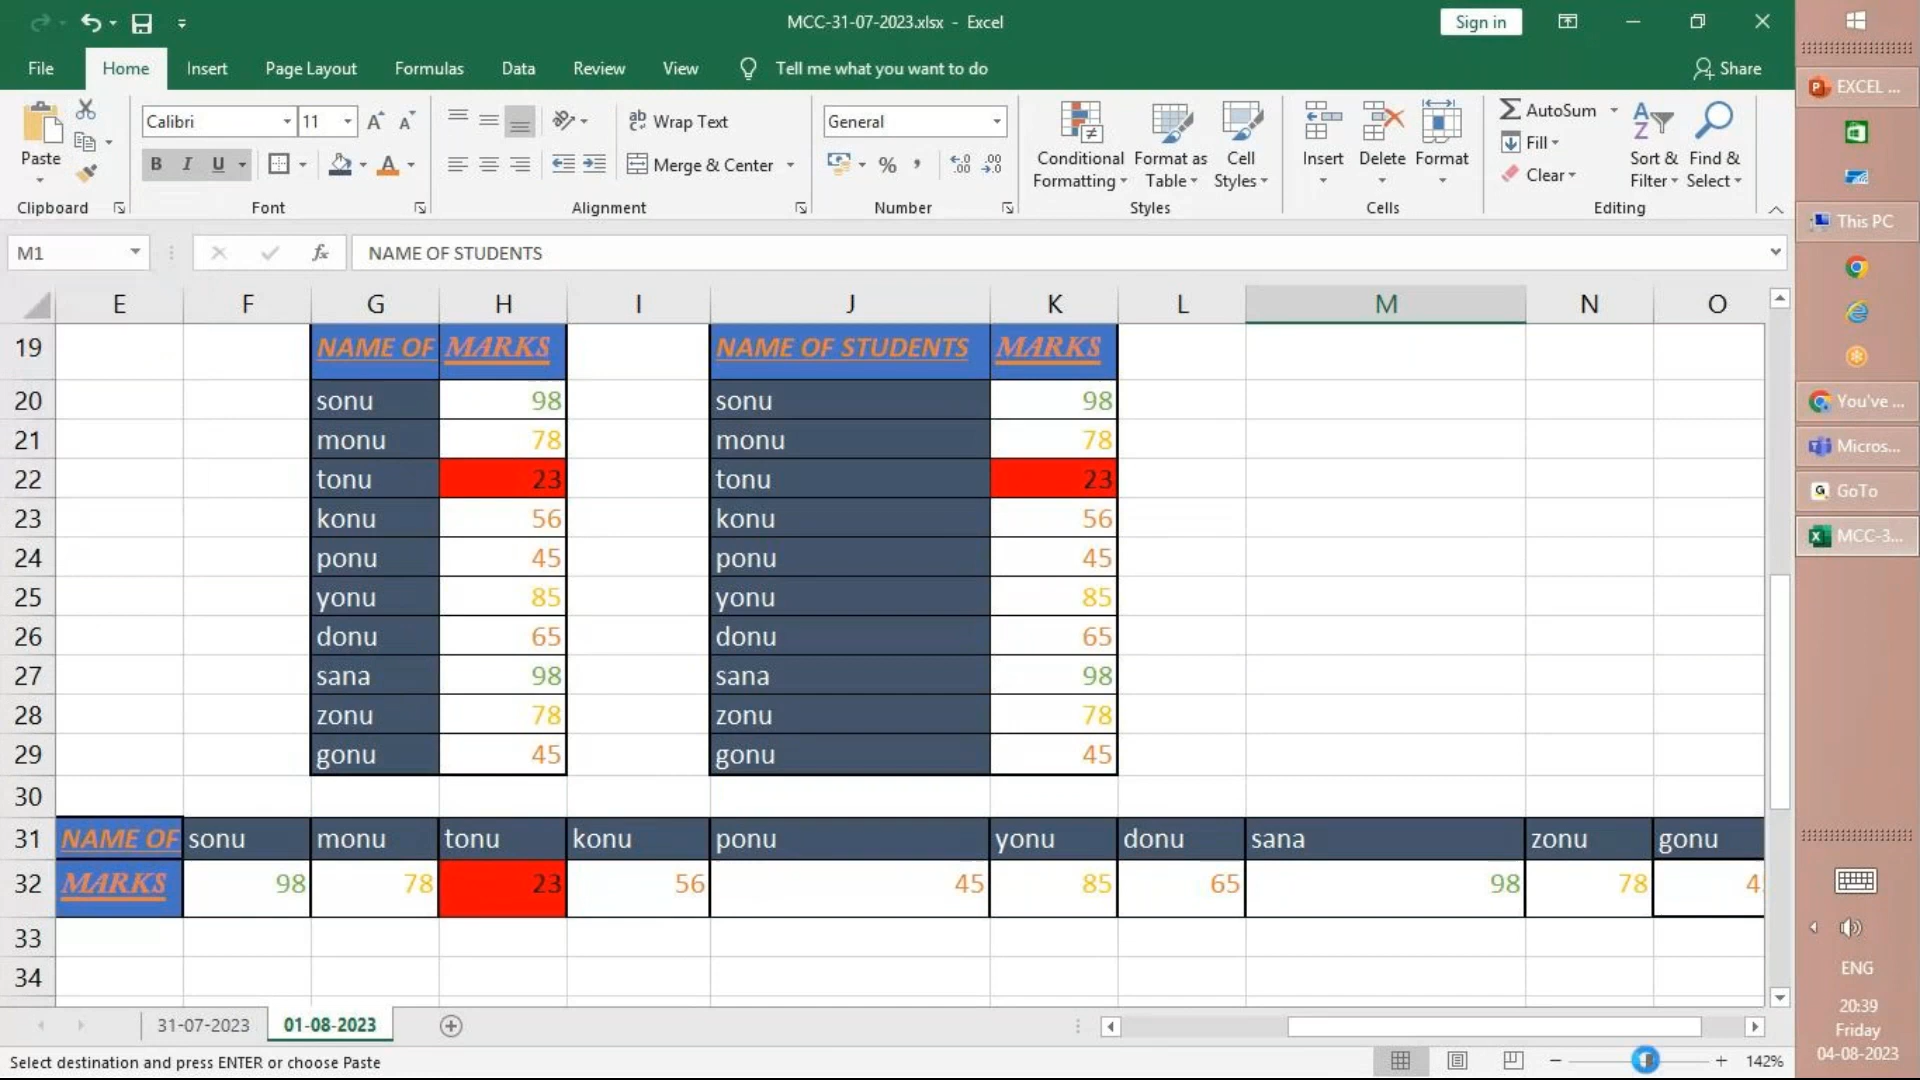 MCC-31-07-2023.xlsx - Excel
Sign in
File Home Insert Page Layout Formulas Data Review View Tell me what you want to do Share
Paste
Clipboard
Calibri 11
B I U
Font
ab Wrap Text
Merge & Center
Alignment
General
% ,
Number
Conditional Formatting
Format as Table
Cell Styles
Styles
Insert Delete Format
Cells
AutoSum
Fill
Clear
Sort & Filter
Find & Select
Editing
M1 fx NAME OF STUDENTS
E F G H I J K L M N O
19 NAME OF MARKS NAME OF STUDENTS MARKS
20 sonu 98 sonu 98
21 monu 78 monu 78
22 tonu 23 tonu 23
23 konu 56 konu 56
24 ponu 45 ponu 45
25 yonu 85 yonu 85
26 donu 65 donu 65
27 sana 98 sana 98
28 zonu 78 zonu 78
29 gonu 45 gonu 45
30
31 NAME OF sonu monu tonu konu ponu yonu donu sana zonu gonu
32 MARKS 98 78 23 56 45 85 65 98 78 4
33
34
31-07-2023 01-08-2023
Select destination and press ENTER or choose Paste
142%
EXCEL ...
This PC
You've ...
Micros...
GoTo
MCC-3...
ENG
20:39
Friday
04-08-2023